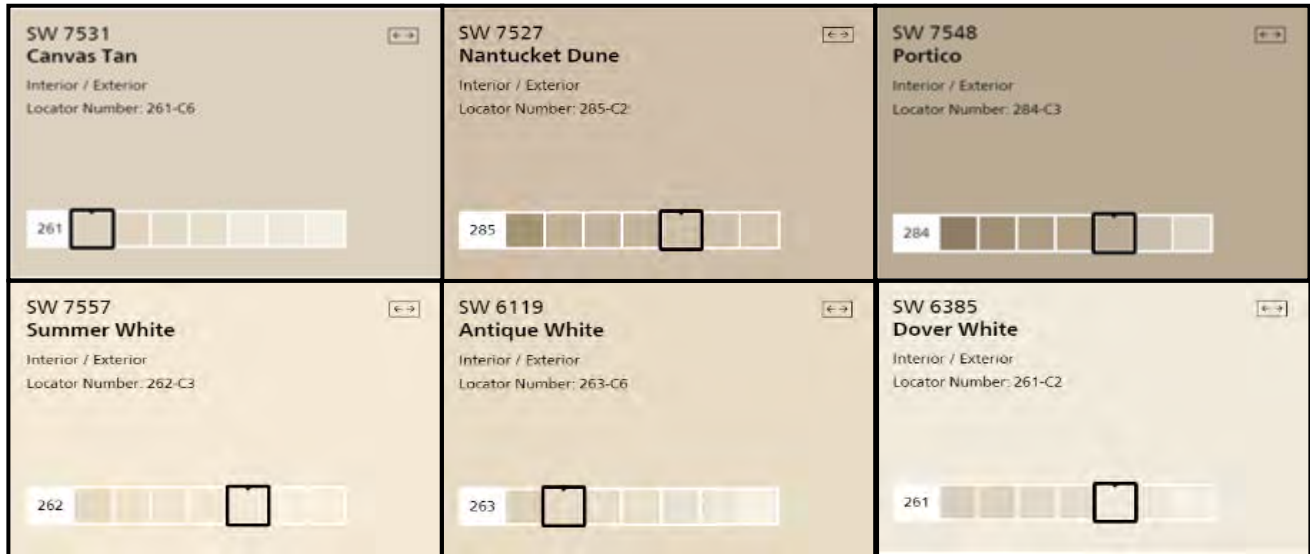 SW 7531
Canvas Tan
Interior / Exterior
Locator Number: 261-C6
261
SW 7527
Nantucket Dune
Interior / Exterior
Locator Number: 285-C2
285
SW 7548
Portico
Interior / Exterior
Locator Number: 284-C3
284
SW 7557
Summer White
Interior / Exterior
Locator Number: 262-C3
262
SW 6119
Antique White
Interior / Exterior
Locator Number: 263-C6
263
SW 6385
Dover White
Interior / Exterior
Locator Number: 261-C2
261